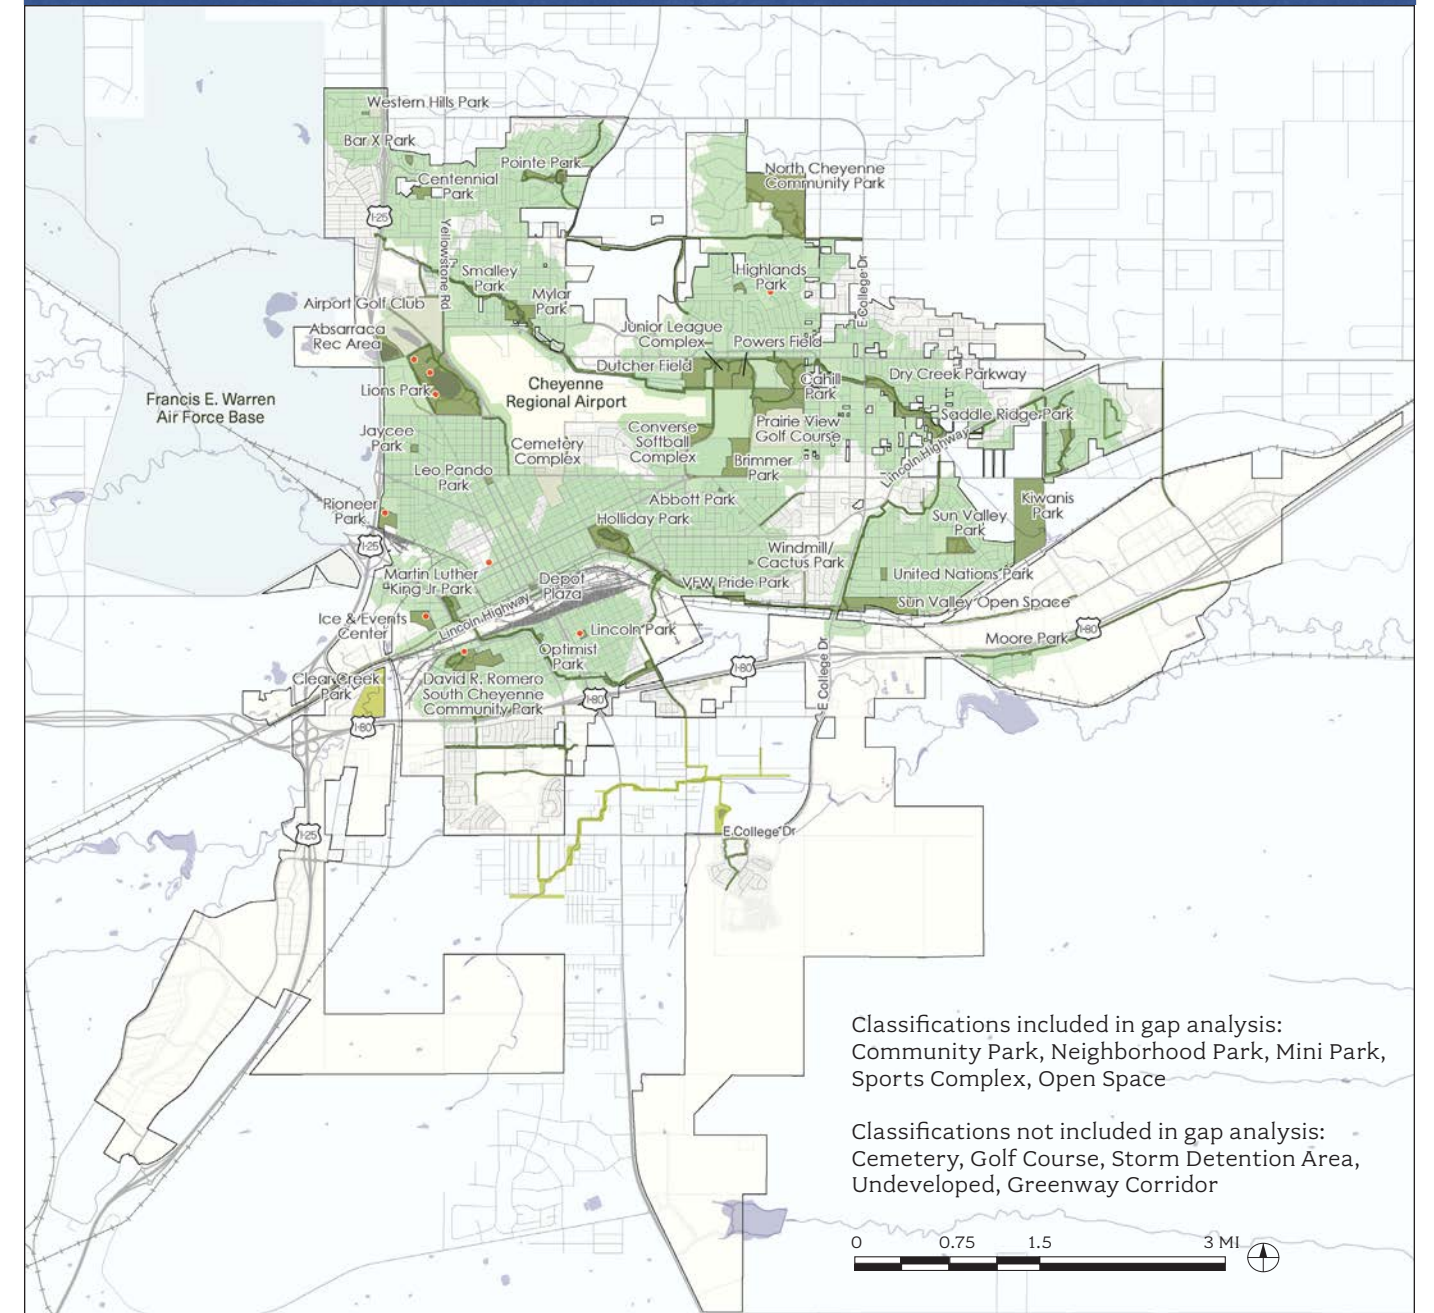 Western Hills Park
Bar X Park
Pointe Park
Centennial
Park
North Cheyenne
Community Park
I-25
Yellowstone Rd
Smalley
Park
Mylar
Park
Highlands
Park
E College Dr
Airport Golf Club
Absarraca
Rec Area
Junior League
Complex
Powers Field
Dutcher Field
Dry Creek Parkway
Cahill
Park
Lions Park
Cheyenne
Regional Airport
Francis E. Warren
Air Force Base
Saddle Ridge Park
Prairie View
Golf Course
Converse
Softball
Complex
Jaycee
Park
Cemetery
Complex
Lincoln Highway
Brimmer
Park
Leo Pando
Park
Abbott Park
Kiwanis
Park
Pioneer
Park
Holliday Park
Sun Valley
Park
I-25
Windmill/
Cactus Park
Martin Luther
King Jr Park
Depot
Plaza
VFW Pride Park
United Nations Park
Sun Valley Open Space
Lincoln Highway
Ice & Events
Center
Lincoln Park
I-80
Moore Park
Optimist
Park
E College Dr
I-80
Clear Creek
Park
David R. Romero
South Cheyenne
Community Park
I-80
I-80
I-25
E College Dr
Classifications included in gap analysis:
Community Park, Neighborhood Park, Mini Park,
Sports Complex, Open Space
Classifications not included in gap analysis:
Cemetery, Golf Course, Storm Detention Area,
Undeveloped, Greenway Corridor
0 0.75 1.5 3 MI